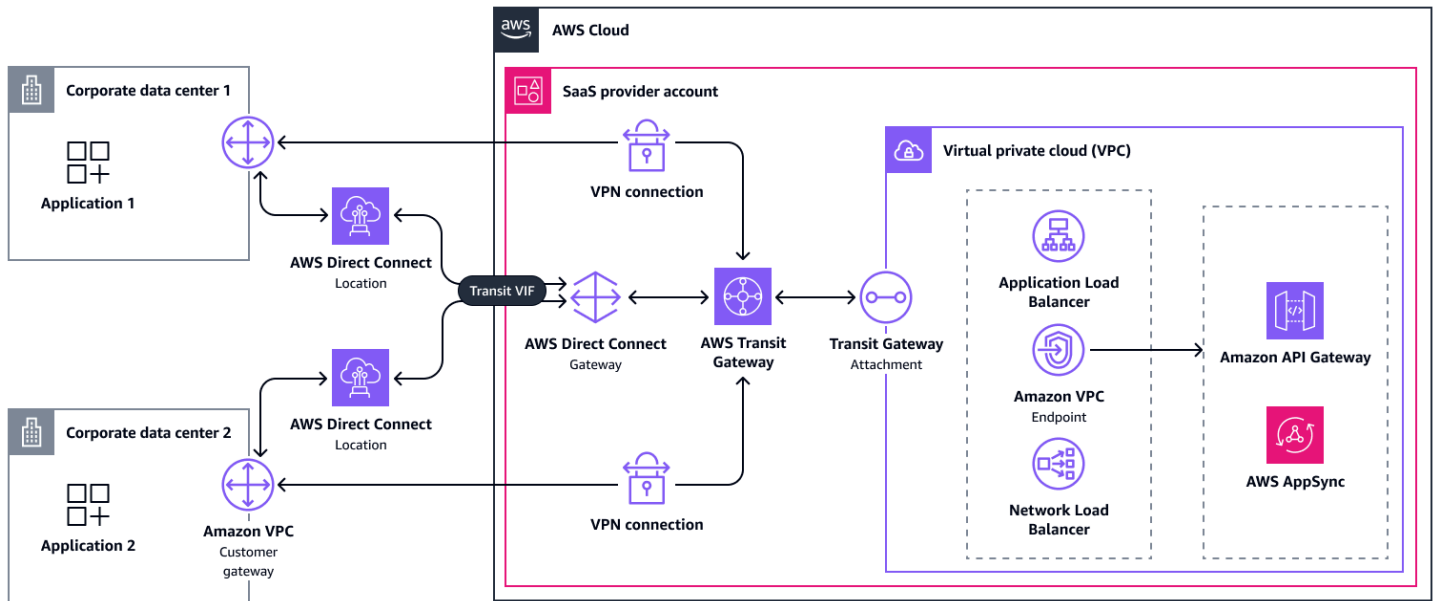 aws
AWS Cloud
SaaS provider account
Corporate data center 1
Application 1
AWS Direct Connect
Location
VPN connection
Virtual private cloud (VPC)
Transit VIF
AWS Direct Connect
Gateway
AWS Transit
Gateway
Transit Gateway
Attachment
Application Load
Balancer
Amazon VPC
Endpoint
Network Load
Balancer
Amazon API Gateway
AWS AppSync
AWS Direct Connect
Location
Corporate data center 2
Application 2
Amazon VPC
Customer
gateway
VPN connection